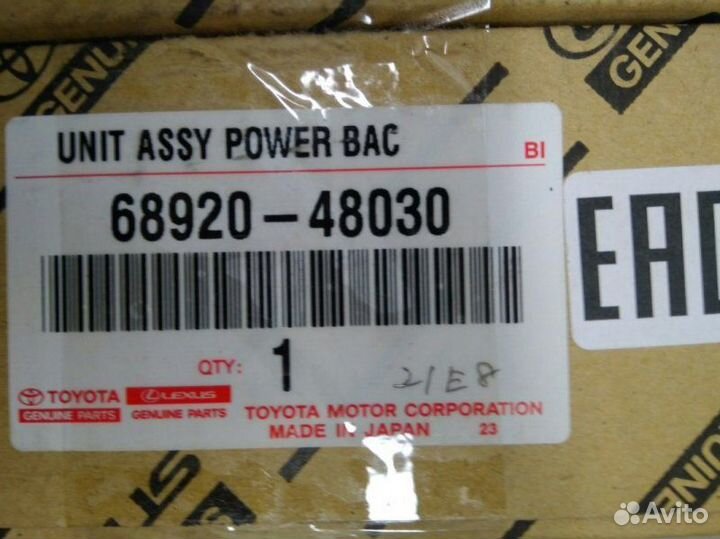 GENUINE
UNIT ASSY POWER BAC
BI
68920-48030
EAC
QTY: 1
21E8
TOYOTA
GENUINE PARTS
LEXUS
GENUINE PARTS
TOYOTA MOTOR CORPORATION
MADE IN JAPAN 23
Avito